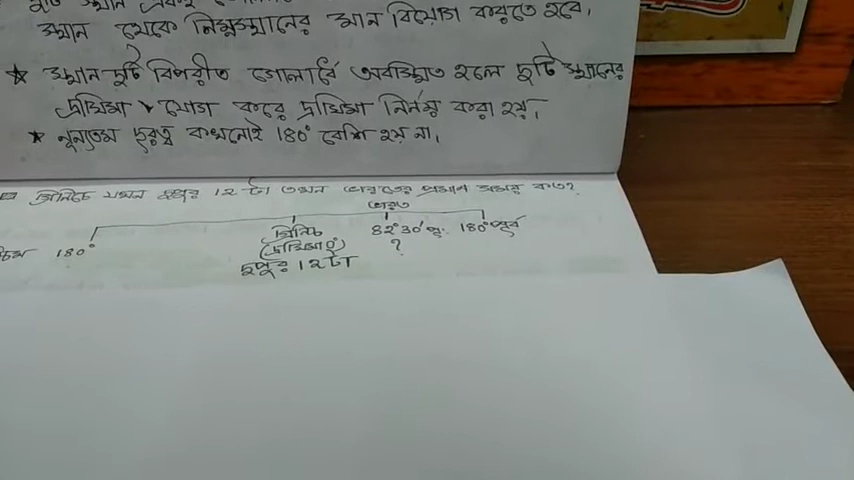 স্থান থেকে নিম্নস্থানের মান বিয়োগ করতে হবে।
★ স্থান দুটি বিপরীত গোলার্ধে অবস্থিত হলে দুটি স্থানের
দ্রাঘিমা যোগ করে দ্রাঘিমা নির্ণয় করা হয়।
★ ন্যূনতম দূরত্ব কখনোই 180° বেশি হয় না।
গ্রিনিচে যখন দুপুর 12 টা তখন ভারতের প্রমাণ সময় কত?
ভারত
180° গ্রিনিচ 82°30' পূ. 180° পূর্ব
(দ্রাঘিমা 0°) ?
দুপুর 12টা